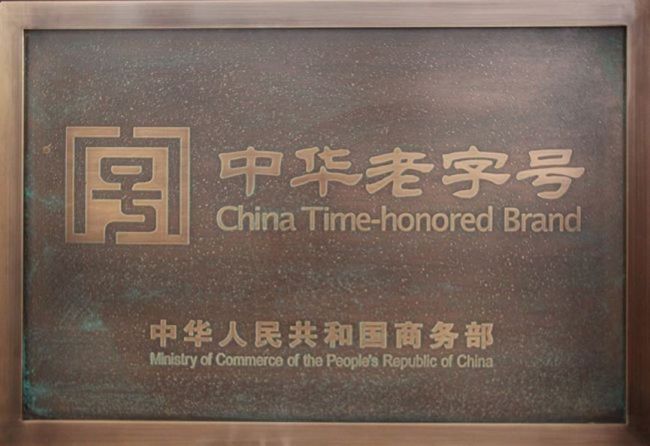 中华老字号
China Time-honored Brand
中华人民共和国商务部
Ministry of Commerce of the People's Republic of China